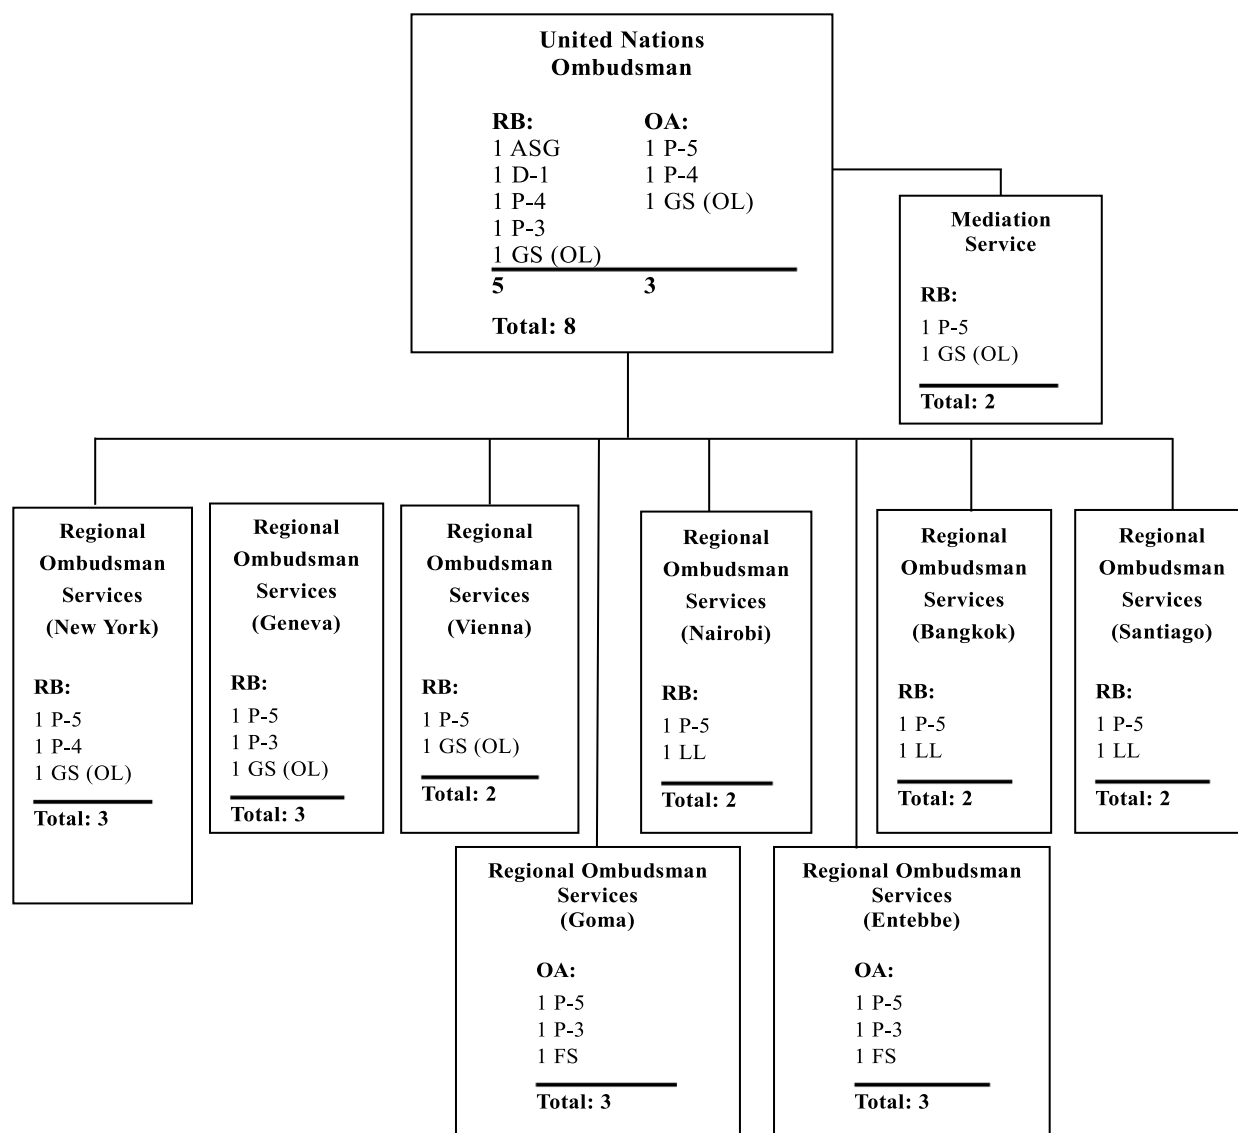 United Nations
Ombudsman
RB:
1 ASG
1 D-1
1 P-4
1 P-3
1 GS (OL)
5
OA:
1 P-5
1 P-4
1 GS (OL)
3
Total: 8
Mediation
Service
RB:
1 P-5
1 GS (OL)
Total: 2
Regional
Ombudsman
Services
(New York)
RB:
1 P-5
1 P-4
1 GS (OL)
Total: 3
Regional
Ombudsman
Services
(Geneva)
RB:
1 P-5
1 P-3
1 GS (OL)
Total: 3
Regional
Ombudsman
Services
(Vienna)
RB:
1 P-5
1 GS (OL)
Total: 2
Regional
Ombudsman
Services
(Nairobi)
RB:
1 P-5
1 LL
Total: 2
Regional
Ombudsman
Services
(Bangkok)
RB:
1 P-5
1 LL
Total: 2
Regional
Ombudsman
Services
(Santiago)
RB:
1 P-5
1 LL
Total: 2
Regional Ombudsman
Services
(Goma)
OA:
1 P-5
1 P-3
1 FS
Total: 3
Regional Ombudsman
Services
(Entebbe)
OA:
1 P-5
1 P-3
1 FS
Total: 3